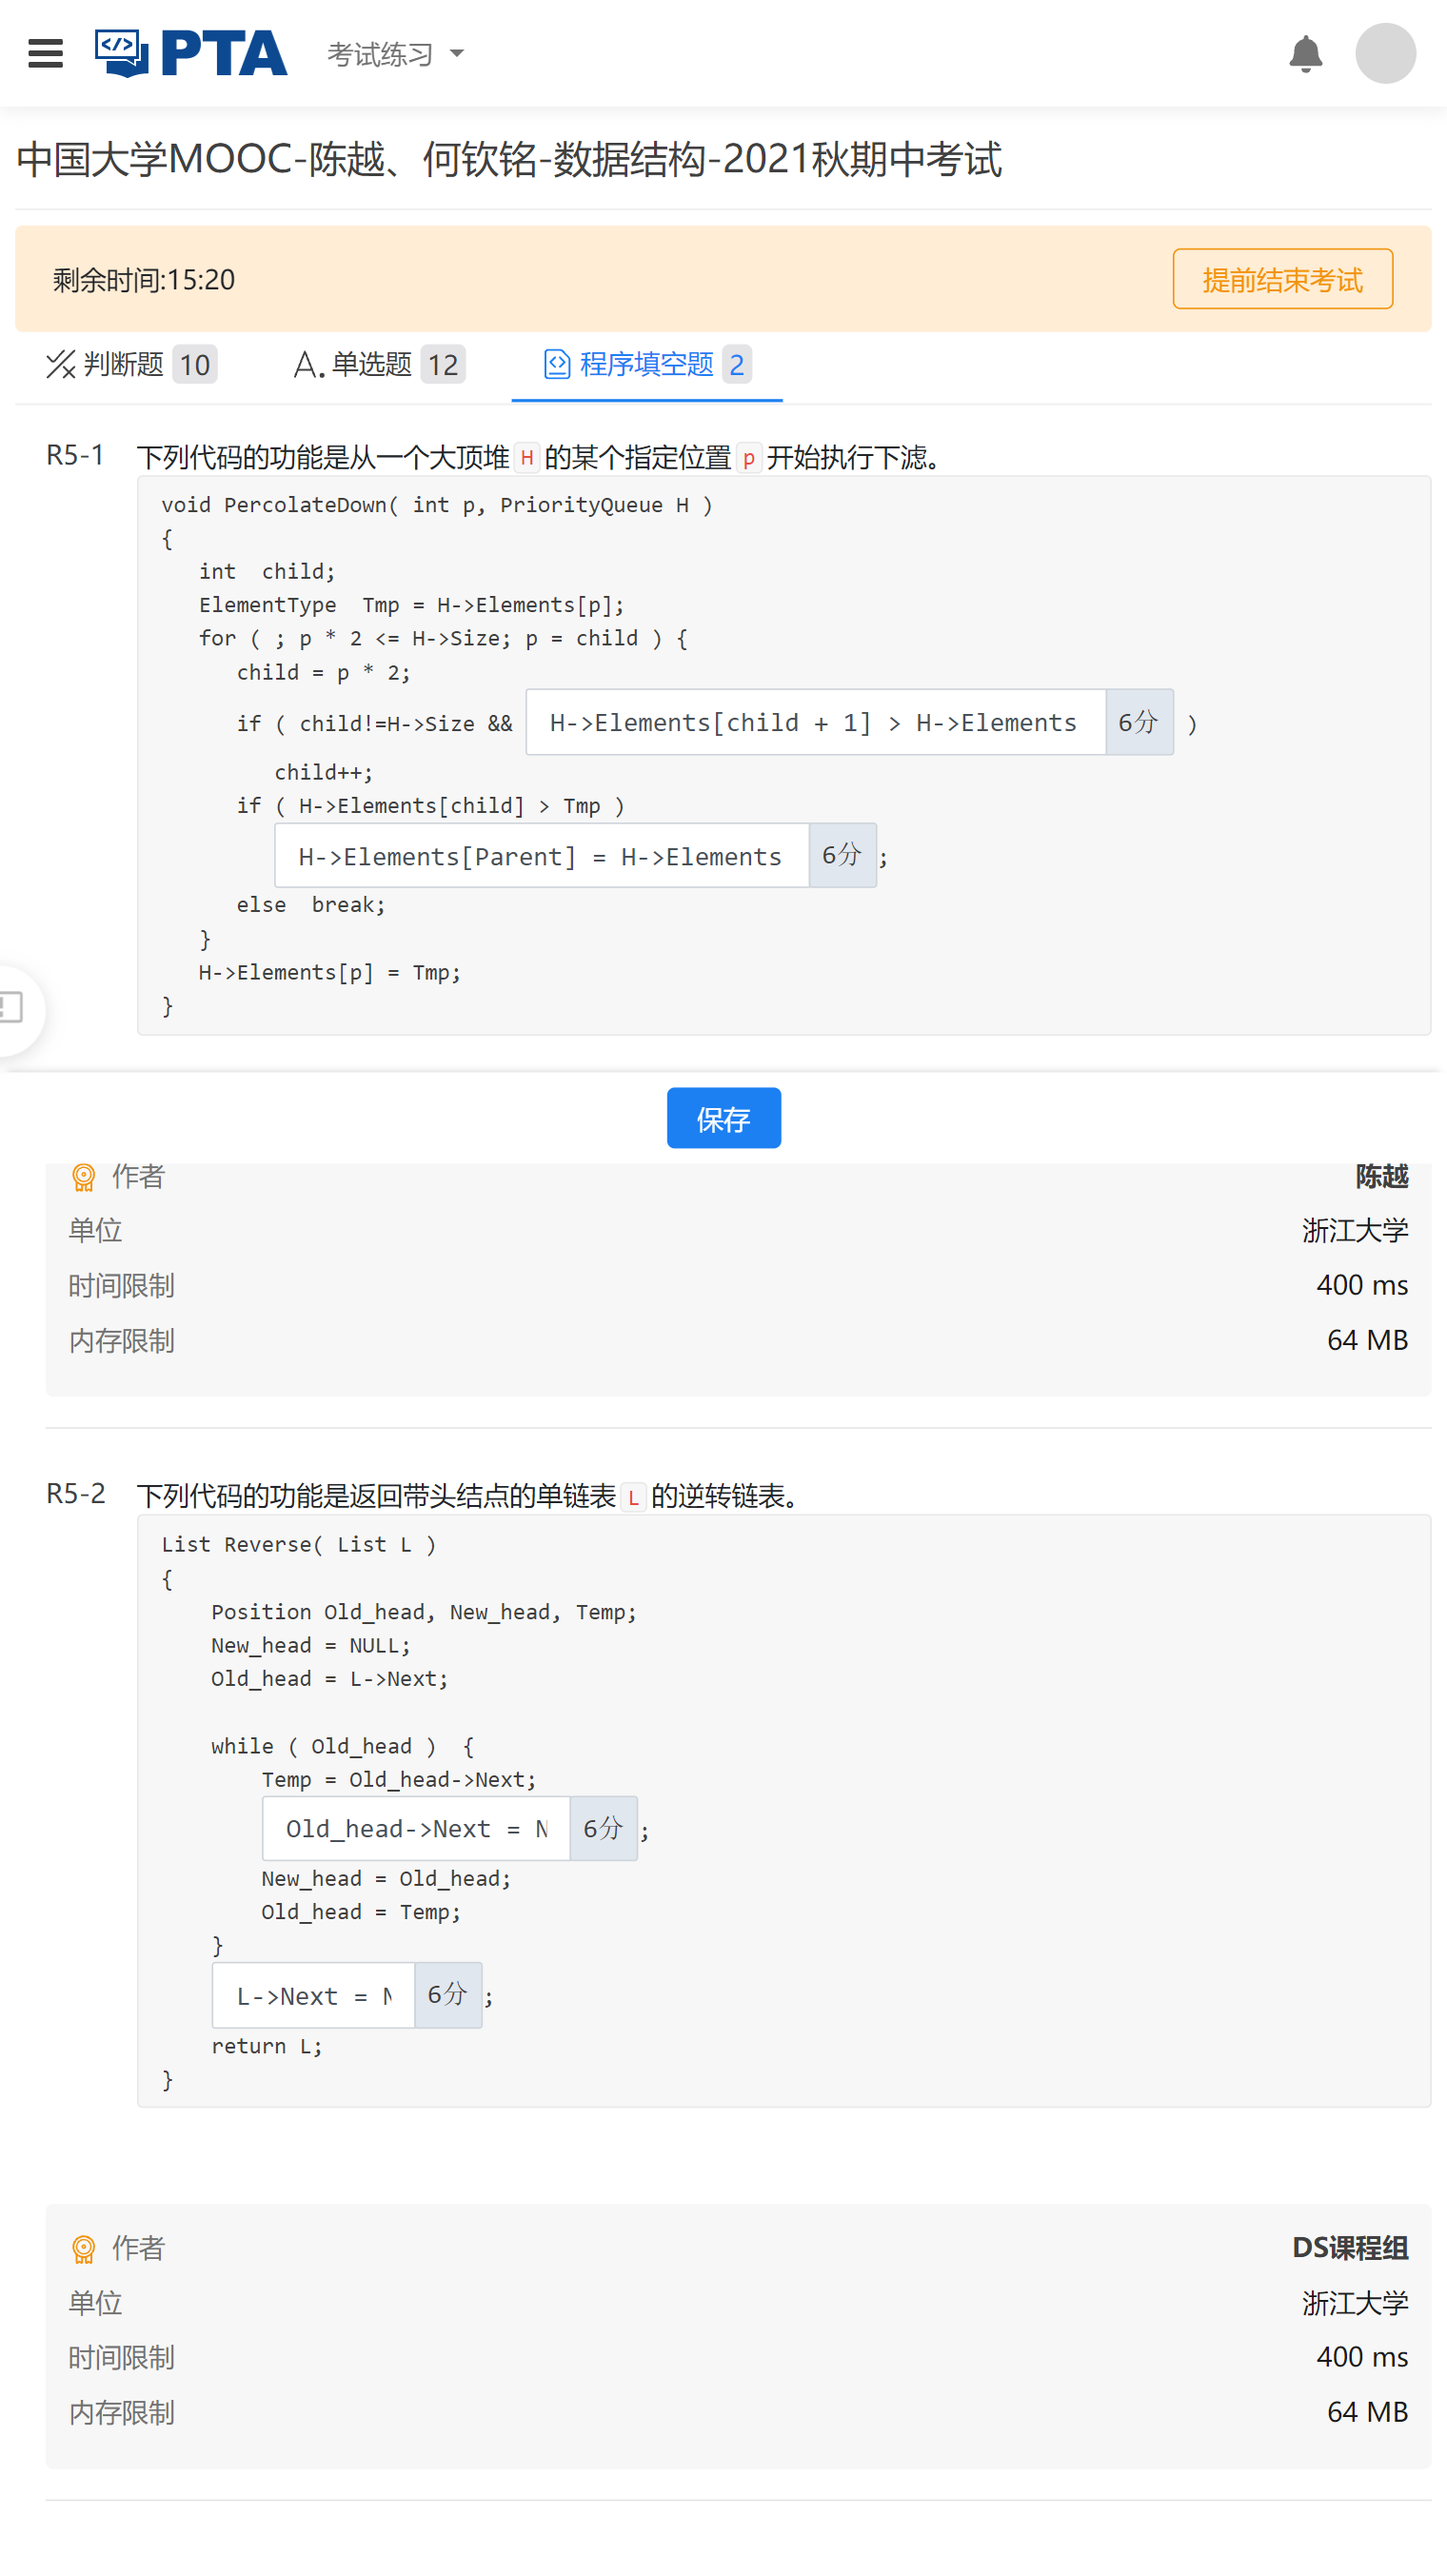 </> PTA 考试练习
中国大学MOOC-陈越、何钦铭-数据结构-2021秋期中考试
剩余时间:15:20 提前结束考试
判断题 10 A. 单选题 12 程序填空题 2
R5-1 下列代码的功能是从一个大顶堆 H 的某个指定位置 p 开始执行下滤。
void PercolateDown( int p, PriorityQueue H )
{
int  child;
ElementType  Tmp = H->Elements[p];
for ( ; p * 2 <= H->Size; p = child ) {
child = p * 2;
if ( child!=H->Size && H->Elements[child + 1] > H->Elements 6分 )
child++;
if ( H->Elements[child] > Tmp )
H->Elements[Parent] = H->Elements 6分 ;
else  break;
}
H->Elements[p] = Tmp;
}
保存
作者 陈越
单位 浙江大学
时间限制 400 ms
内存限制 64 MB
R5-2 下列代码的功能是返回带头结点的单链表 L 的逆转链表。
List Reverse( List L )
{
Position Old_head, New_head, Temp;
New_head = NULL;
Old_head = L->Next;
while ( Old_head )  {
Temp = Old_head->Next;
Old_head->Next = N 6分 ;
New_head = Old_head;
Old_head = Temp;
}
L->Next = N 6分 ;
return L;
}
作者 DS课程组
单位 浙江大学
时间限制 400 ms
内存限制 64 MB